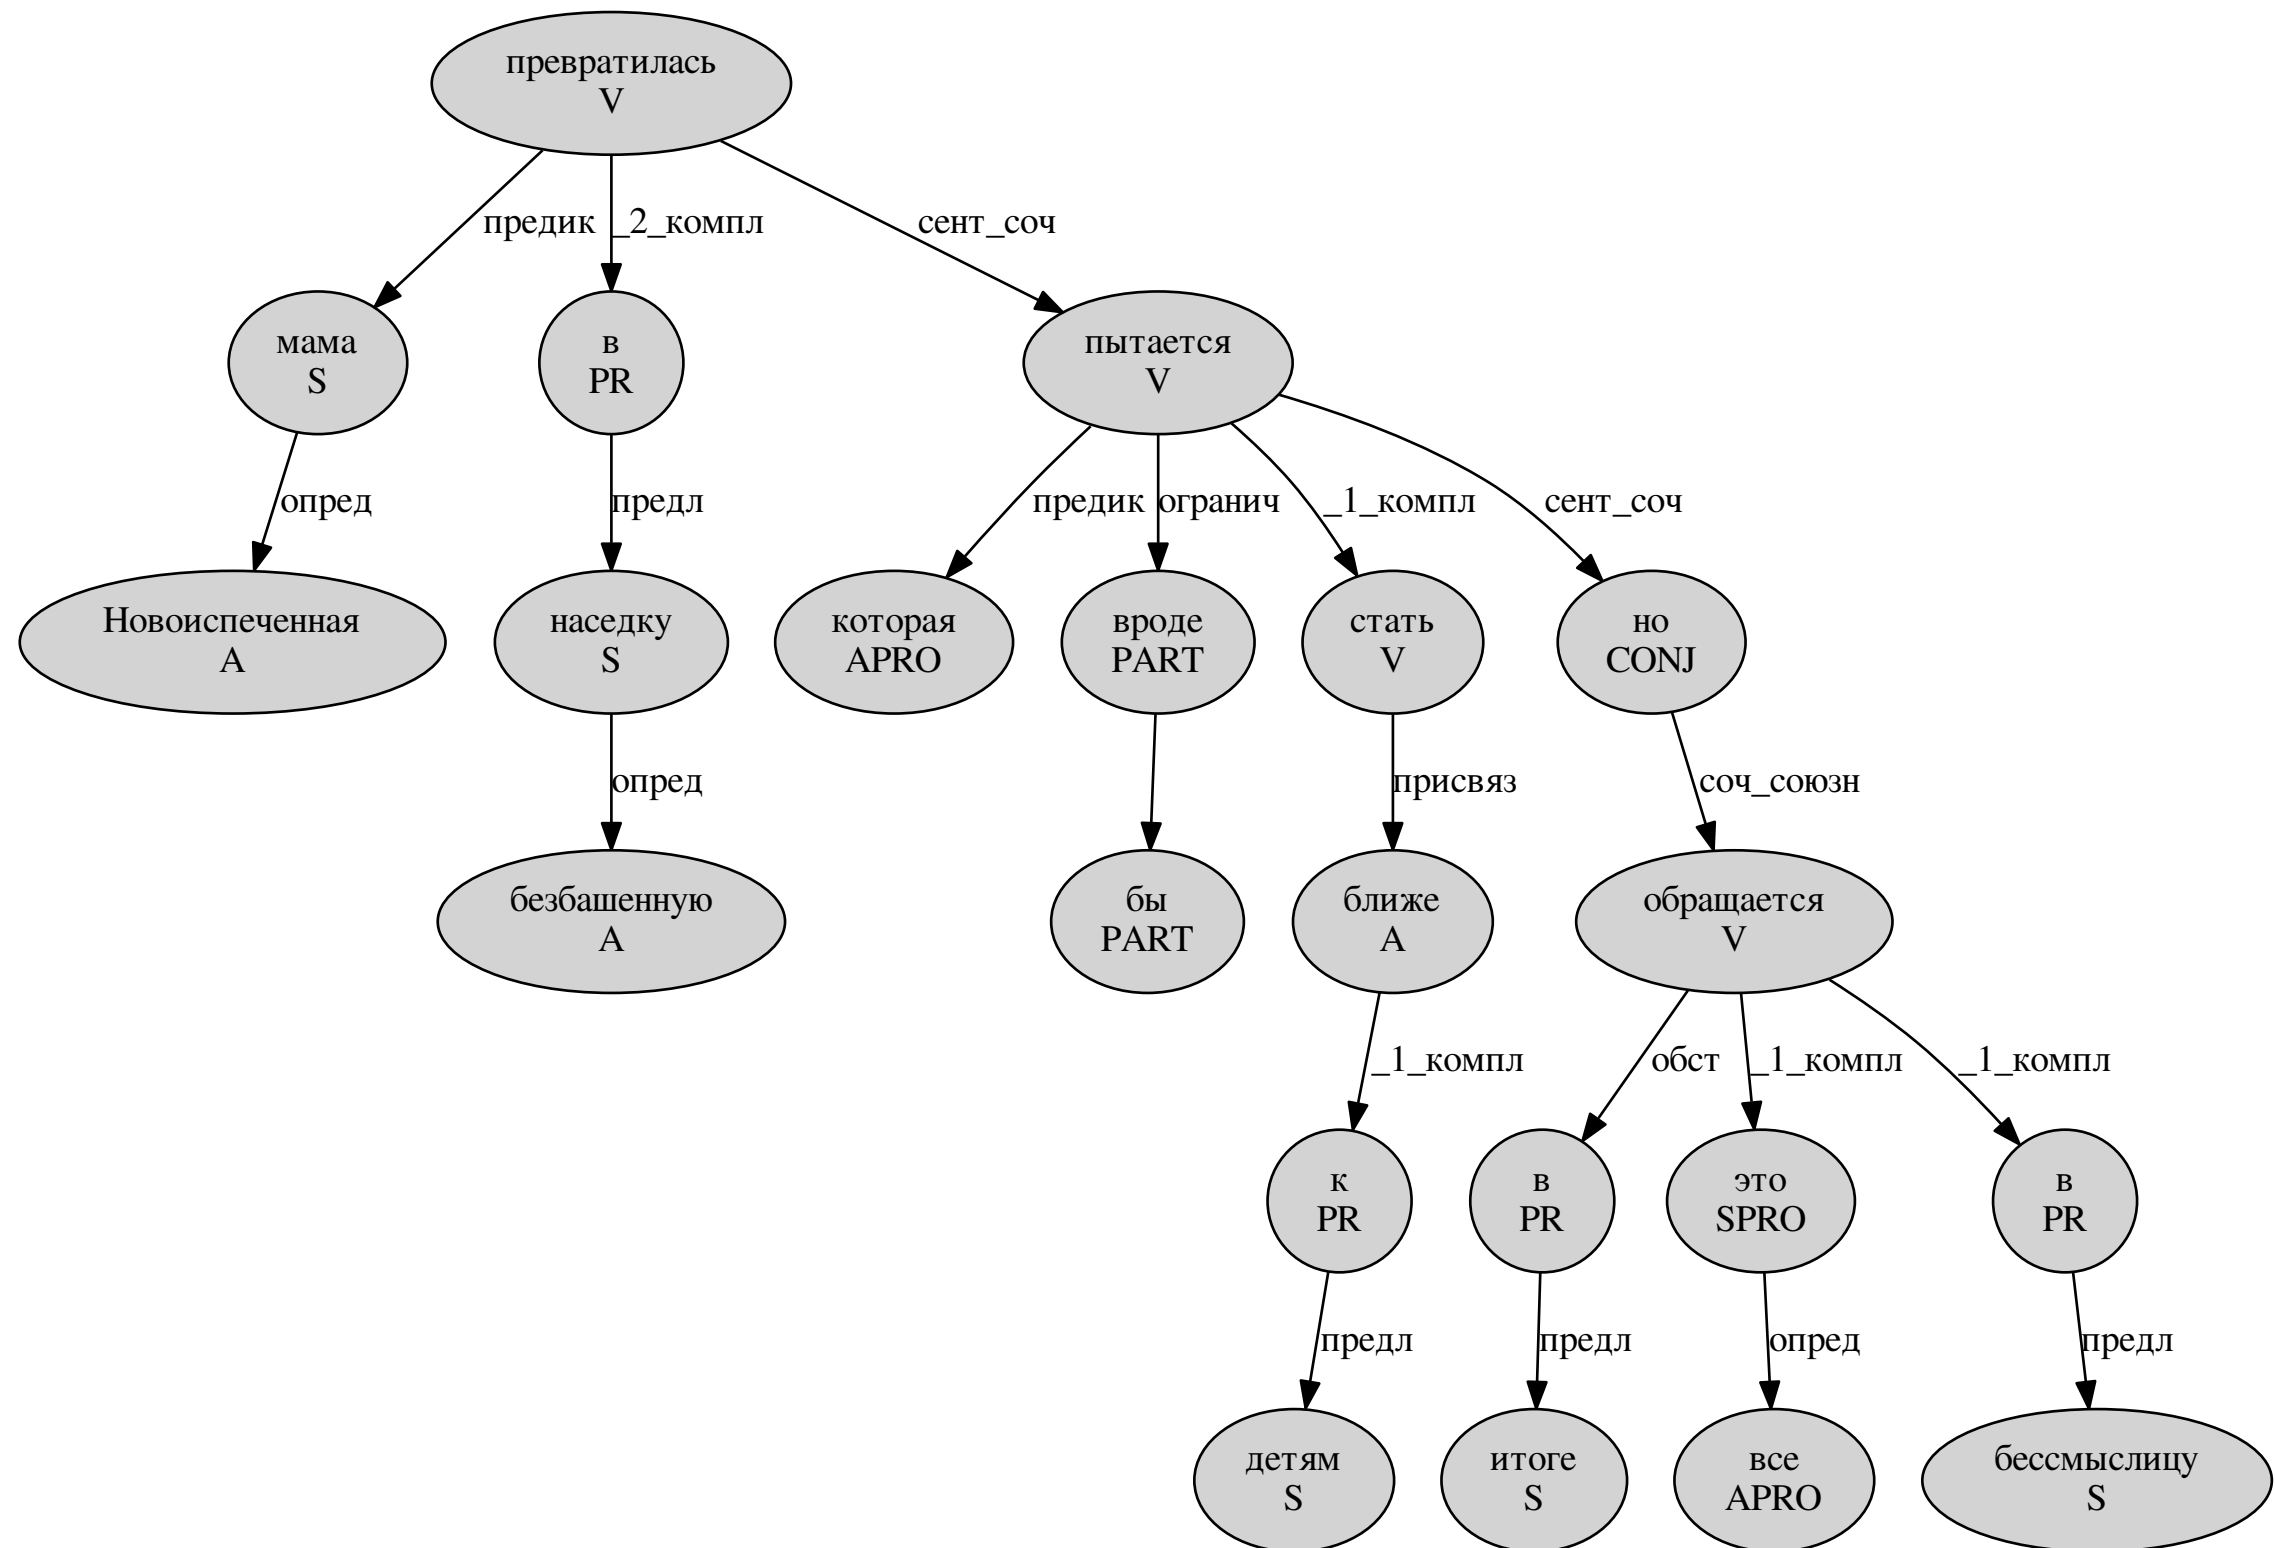 превратилась
V
предик
_2_компл
сент_соч
мама
S
в
PR
пытается
V
опред
предл
предик
огранич
_1_компл
сент_соч
Новоиспеченная
A
наседку
S
которая
APRO
вроде
PART
стать
V
но
CONJ
опред
присвяз
соч_союзн
безбашенную
A
бы
PART
ближе
A
обращается
V
_1_компл
обст
_1_компл
_1_компл
к
PR
в
PR
это
SPRO
в
PR
предл
предл
опред
предл
детям
S
итоге
S
все
APRO
бессмыслицу
S